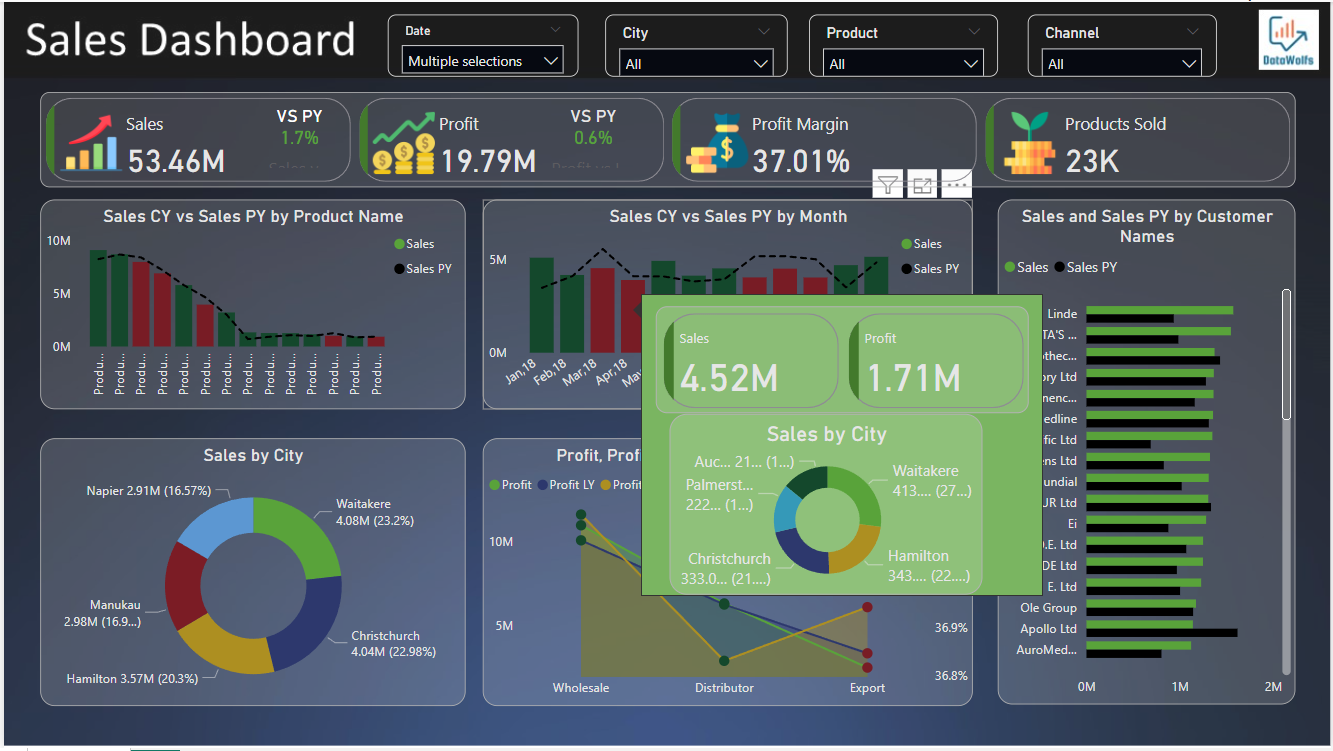 Sales Dashboard
Date
Multiple selections
City
All
Product
All
Channel
All
DataWolfs
Sales
53.46M
VS PY
1.7%
Profit
19.79M
VS PY
0.6%
Profit Margin
37.01%
Products Sold
23K
Sales CY vs Sales PY by Product Name
10M
5M
0M
Sales
Sales PY
Produ...
Produ...
Produ...
Produ...
Produ...
Produ...
Produ...
Produ...
Produ...
Produ...
Produ...
Produ...
Produ...
Produ...
Sales CY vs Sales PY by Month
5M
0M
Sales
Sales PY
Jan,18
Feb,18
Mar,18
Apr,18
Sales
4.52M
Profit
1.71M
Sales by City
Auc... 21... (1...)
Palmerst...
222... (1...)
Christchurch
333.0... (21....)
Waitakere
413.... (27...)
Hamilton
343.... (22....)
Sales and Sales PY by Customer
Names
Sales
Sales PY
Linde
TA'S ...
othec...
ory Ltd
nenc...
edline
fic Ltd
ens Ltd
undial
UR Ltd
Ei
D.E. Ltd
DE Ltd
E. Ltd
Ole Group
Apollo Ltd
AuroMed...
0M
1M
2M
Sales by City
Napier 2.91M (16.57%)
Waitakere
4.08M (23.2%)
Manukau
2.98M (16.9...)
Christchurch
4.04M (22.98%)
Hamilton 3.57M (20.3%)
Profit, Prof
Profit
Profit LY
Profit
10M
5M
36.9%
36.8%
Wholesale
Distributor
Export